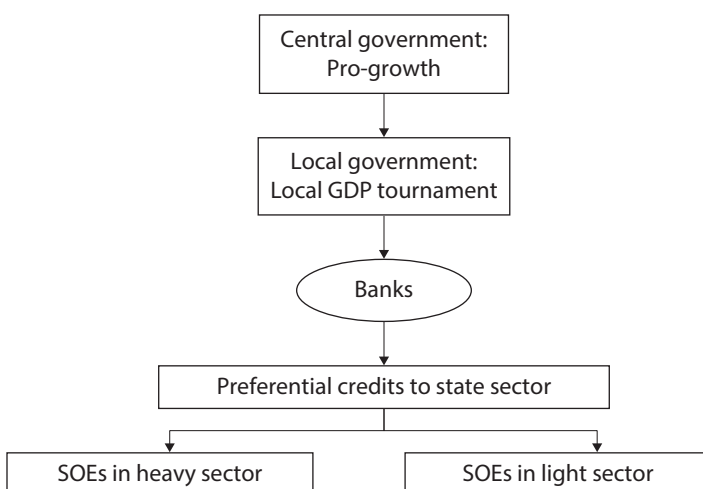 Central government:
Pro-growth
Local government:
Local GDP tournament
Banks
Preferential credits to state sector
SOEs in heavy sector
SOEs in light sector